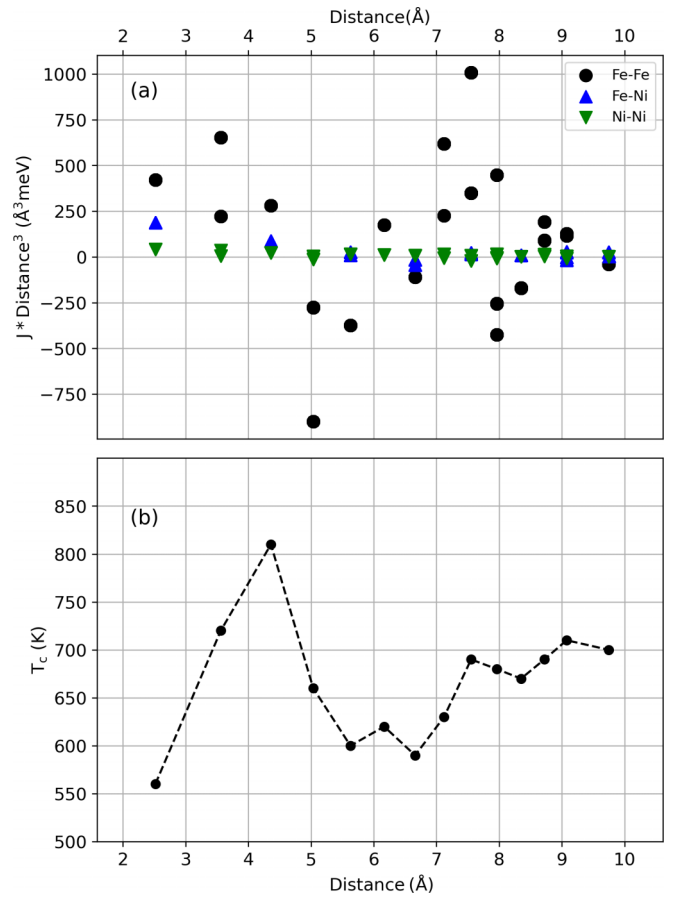 Distance(Å)
2 3 4 5 6 7 8 9 10
(a)
Fe-Fe
Fe-Ni
Ni-Ni
1000
750
500
250
0
−250
−500
−750
J * Distance³ (Å³meV)
(b)
850
800
750
700
650
600
550
500
T_c (K)
2 3 4 5 6 7 8 9 10
Distance (Å)